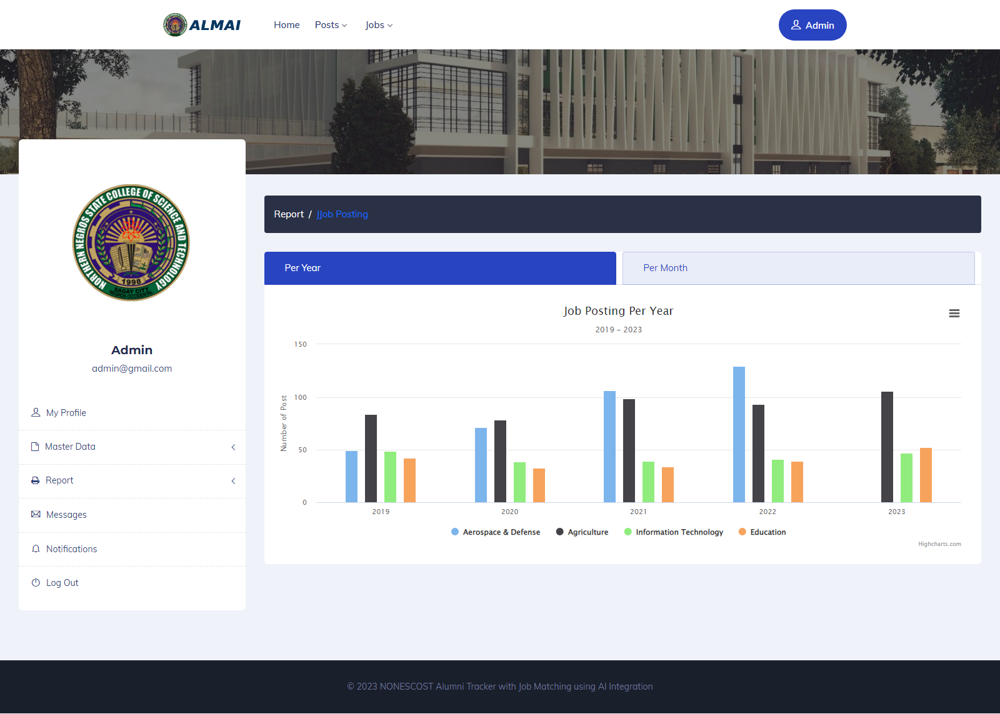 ALMAI
Home Posts Jobs
Admin
NORTHERN NEGROS STATE COLLEGE OF SCIENCE AND TECHNOLOGY
1998
SAGAY CITY
NEGROS OCCIDENTAL
Admin
admin@gmail.com
My Profile
Master Data
Report
Messages
Notifications
Log Out
Report / JJob Posting
Per Year
Per Month
Job Posting Per Year
2019 – 2023
Number of Post
150
100
50
0
2019 2020 2021 2022 2023
Aerospace & Defense Agriculture Information Technology Education
Highcharts.com
© 2023 NONESCOST Alumni Tracker with Job Matching using AI Integration